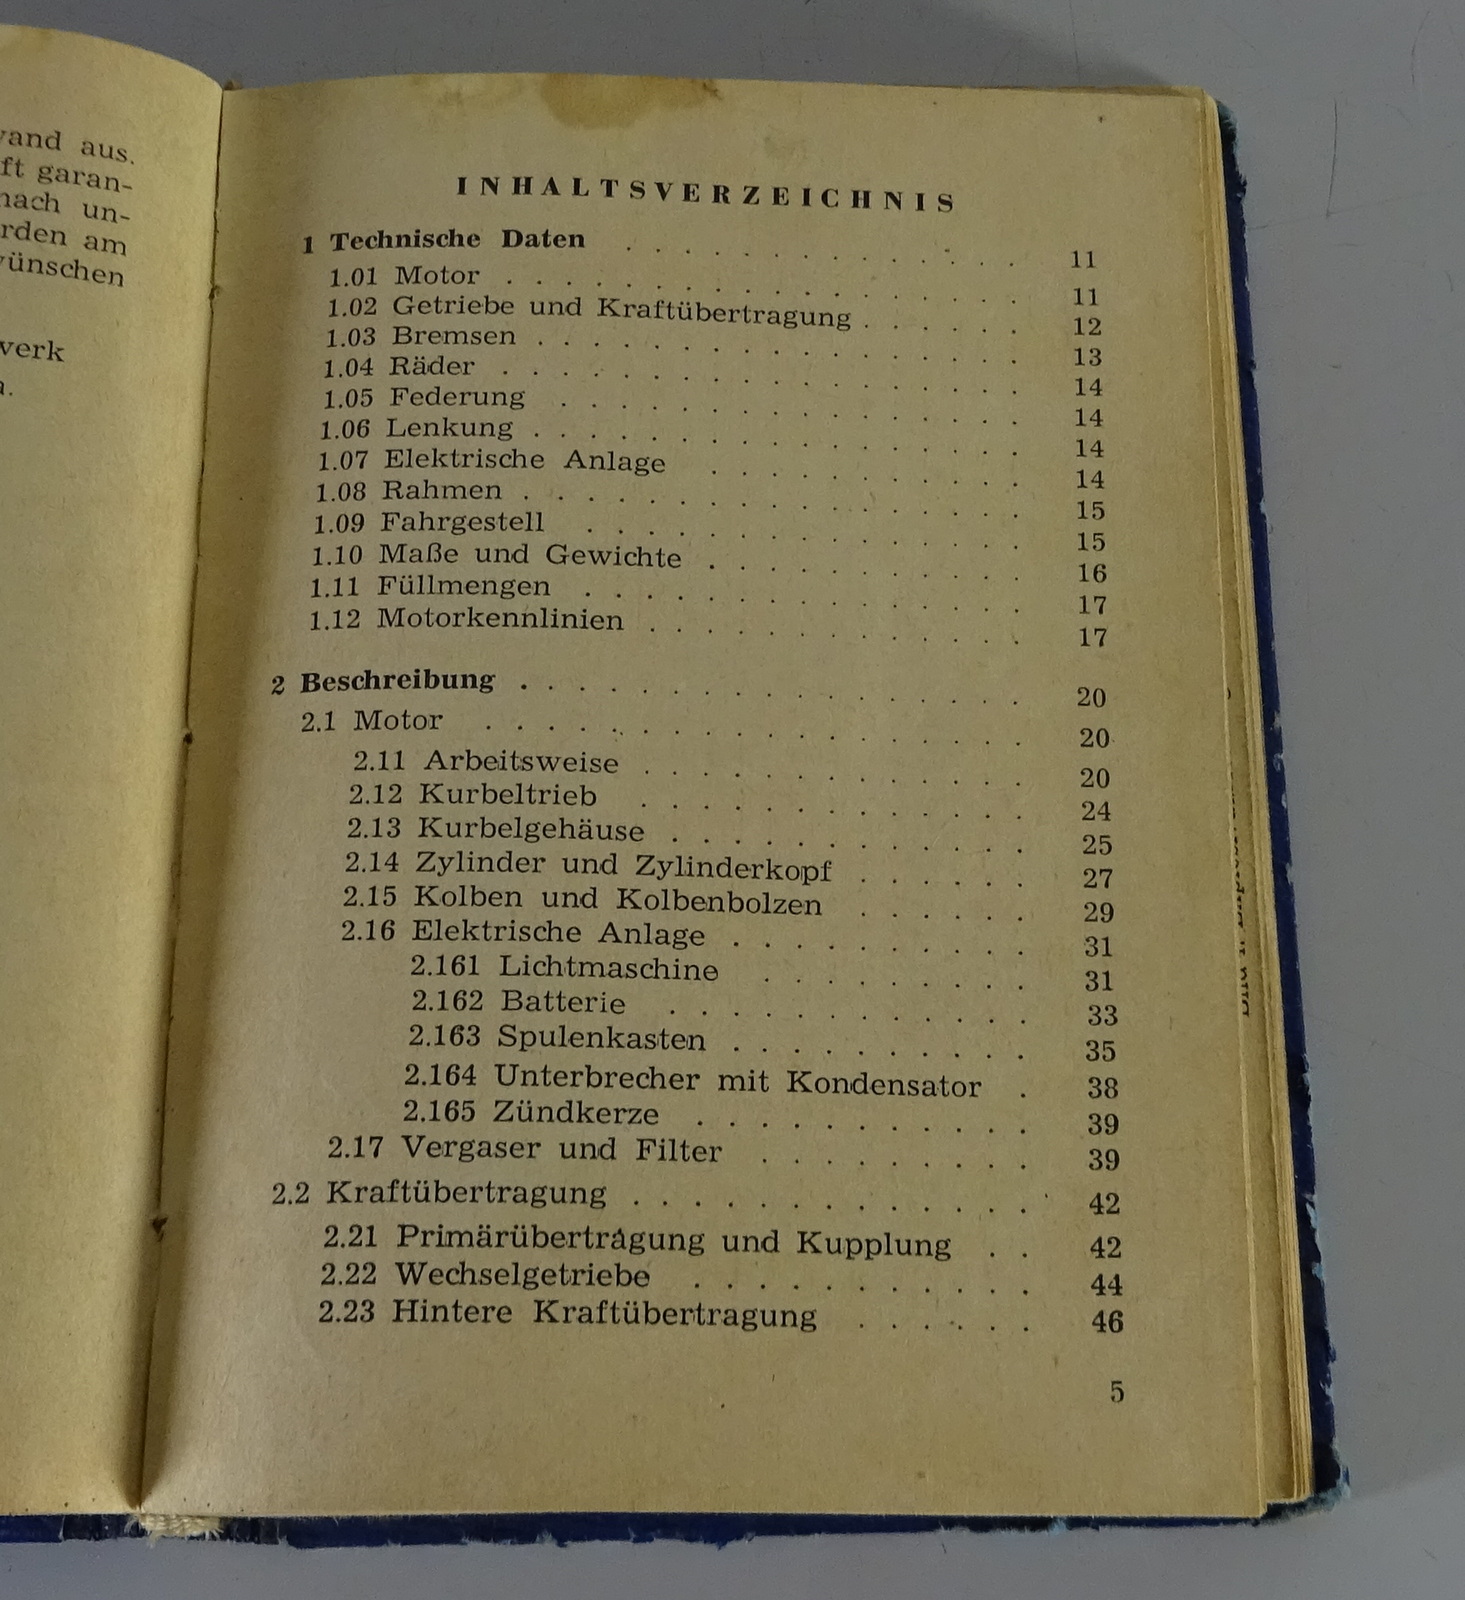 aus.
garan-
nach un-
am
wünschen
INHALTSVERZEICHNIS
1 Technische Daten . . . . . . . . . . . . . 11
1.01 Motor . . . . . . . . . . . . . . . . . 11
1.02 Getriebe und Kraftübertragung . . . . . . 12
1.03 Bremsen . . . . . . . . . . . . . . . . 13
1.04 Räder . . . . . . . . . . . . . . . . . 14
1.05 Federung . . . . . . . . . . . . . . . 14
1.06 Lenkung . . . . . . . . . . . . . . . . 14
1.07 Elektrische Anlage . . . . . . . . . . . 14
1.08 Rahmen . . . . . . . . . . . . . . . . 15
1.09 Fahrgestell . . . . . . . . . . . . . . 15
1.10 Maße und Gewichte . . . . . . . . . . . 16
1.11 Füllmengen . . . . . . . . . . . . . . 17
1.12 Motorkennlinien . . . . . . . . . . . . 17
2 Beschreibung . . . . . . . . . . . . . . . . 20
2.1 Motor . . . . . . . . . . . . . . . . . 20
2.11 Arbeitsweise . . . . . . . . . . . . . 20
2.12 Kurbeltrieb . . . . . . . . . . . . . 24
2.13 Kurbelgehäuse . . . . . . . . . . . . 25
2.14 Zylinder und Zylinderkopf . . . . . . 27
2.15 Kolben und Kolbenbolzen . . . . . . 29
2.16 Elektrische Anlage . . . . . . . . . . 31
2.161 Lichtmaschine . . . . . . . . . 31
2.162 Batterie . . . . . . . . . . . . 33
2.163 Spulenkasten . . . . . . . . . . 35
2.164 Unterbrecher mit Kondensator . 38
2.165 Zündkerze . . . . . . . . . . . 39
2.17 Vergaser und Filter . . . . . . . . . 39
2.2 Kraftübertragung . . . . . . . . . . . . . 42
2.21 Primärübertragung und Kupplung . . 42
2.22 Wechselgetriebe . . . . . . . . . . . 44
2.23 Hintere Kraftübertragung . . . . . . 46
5